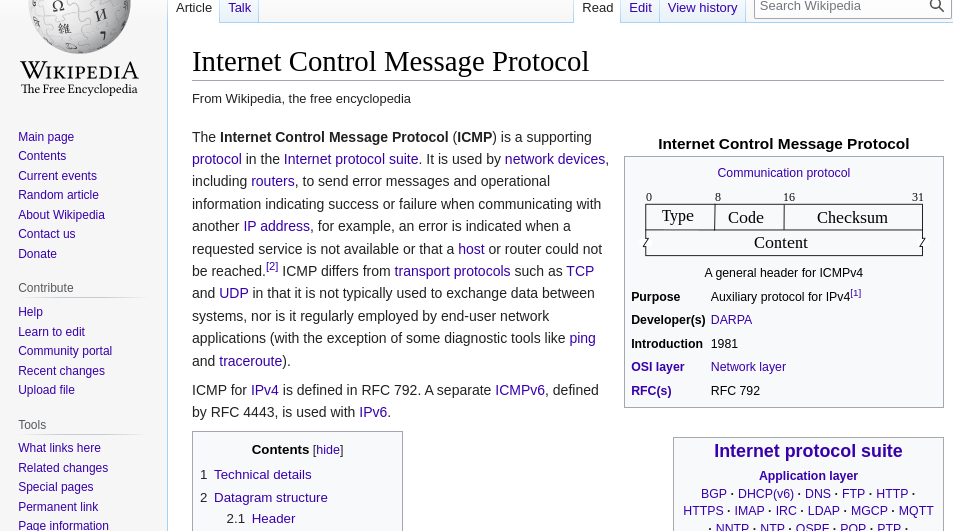 Article Talk Read Edit View history Search Wikipedia
WIKIPEDIA
The Free Encyclopedia
Main page
Contents
Current events
Random article
About Wikipedia
Contact us
Donate
Contribute
Help
Learn to edit
Community portal
Recent changes
Upload file
Tools
What links here
Related changes
Special pages
Permanent link
Page information
Internet Control Message Protocol
From Wikipedia, the free encyclopedia
The Internet Control Message Protocol (ICMP) is a supporting
protocol in the Internet protocol suite. It is used by network devices,
including routers, to send error messages and operational
information indicating success or failure when communicating with
another IP address, for example, an error is indicated when a
requested service is not available or that a host or router could not
be reached.[2] ICMP differs from transport protocols such as TCP
and UDP in that it is not typically used to exchange data between
systems, nor is it regularly employed by end-user network
applications (with the exception of some diagnostic tools like ping
and traceroute).
ICMP for IPv4 is defined in RFC 792. A separate ICMPv6, defined
by RFC 4443, is used with IPv6.
Contents [hide]
1 Technical details
2 Datagram structure
2.1 Header
Internet Control Message Protocol
Communication protocol
0 8 16 31
Type Code Checksum
Content
A general header for ICMPv4
Purpose Auxiliary protocol for IPv4[1]
Developer(s) DARPA
Introduction 1981
OSI layer Network layer
RFC(s) RFC 792
Internet protocol suite
Application layer
BGP · DHCP(v6) · DNS · FTP · HTTP ·
HTTPS · IMAP · IRC · LDAP · MGCP · MQTT
· NNTP · NTP · OSPF · POP · PTP ·